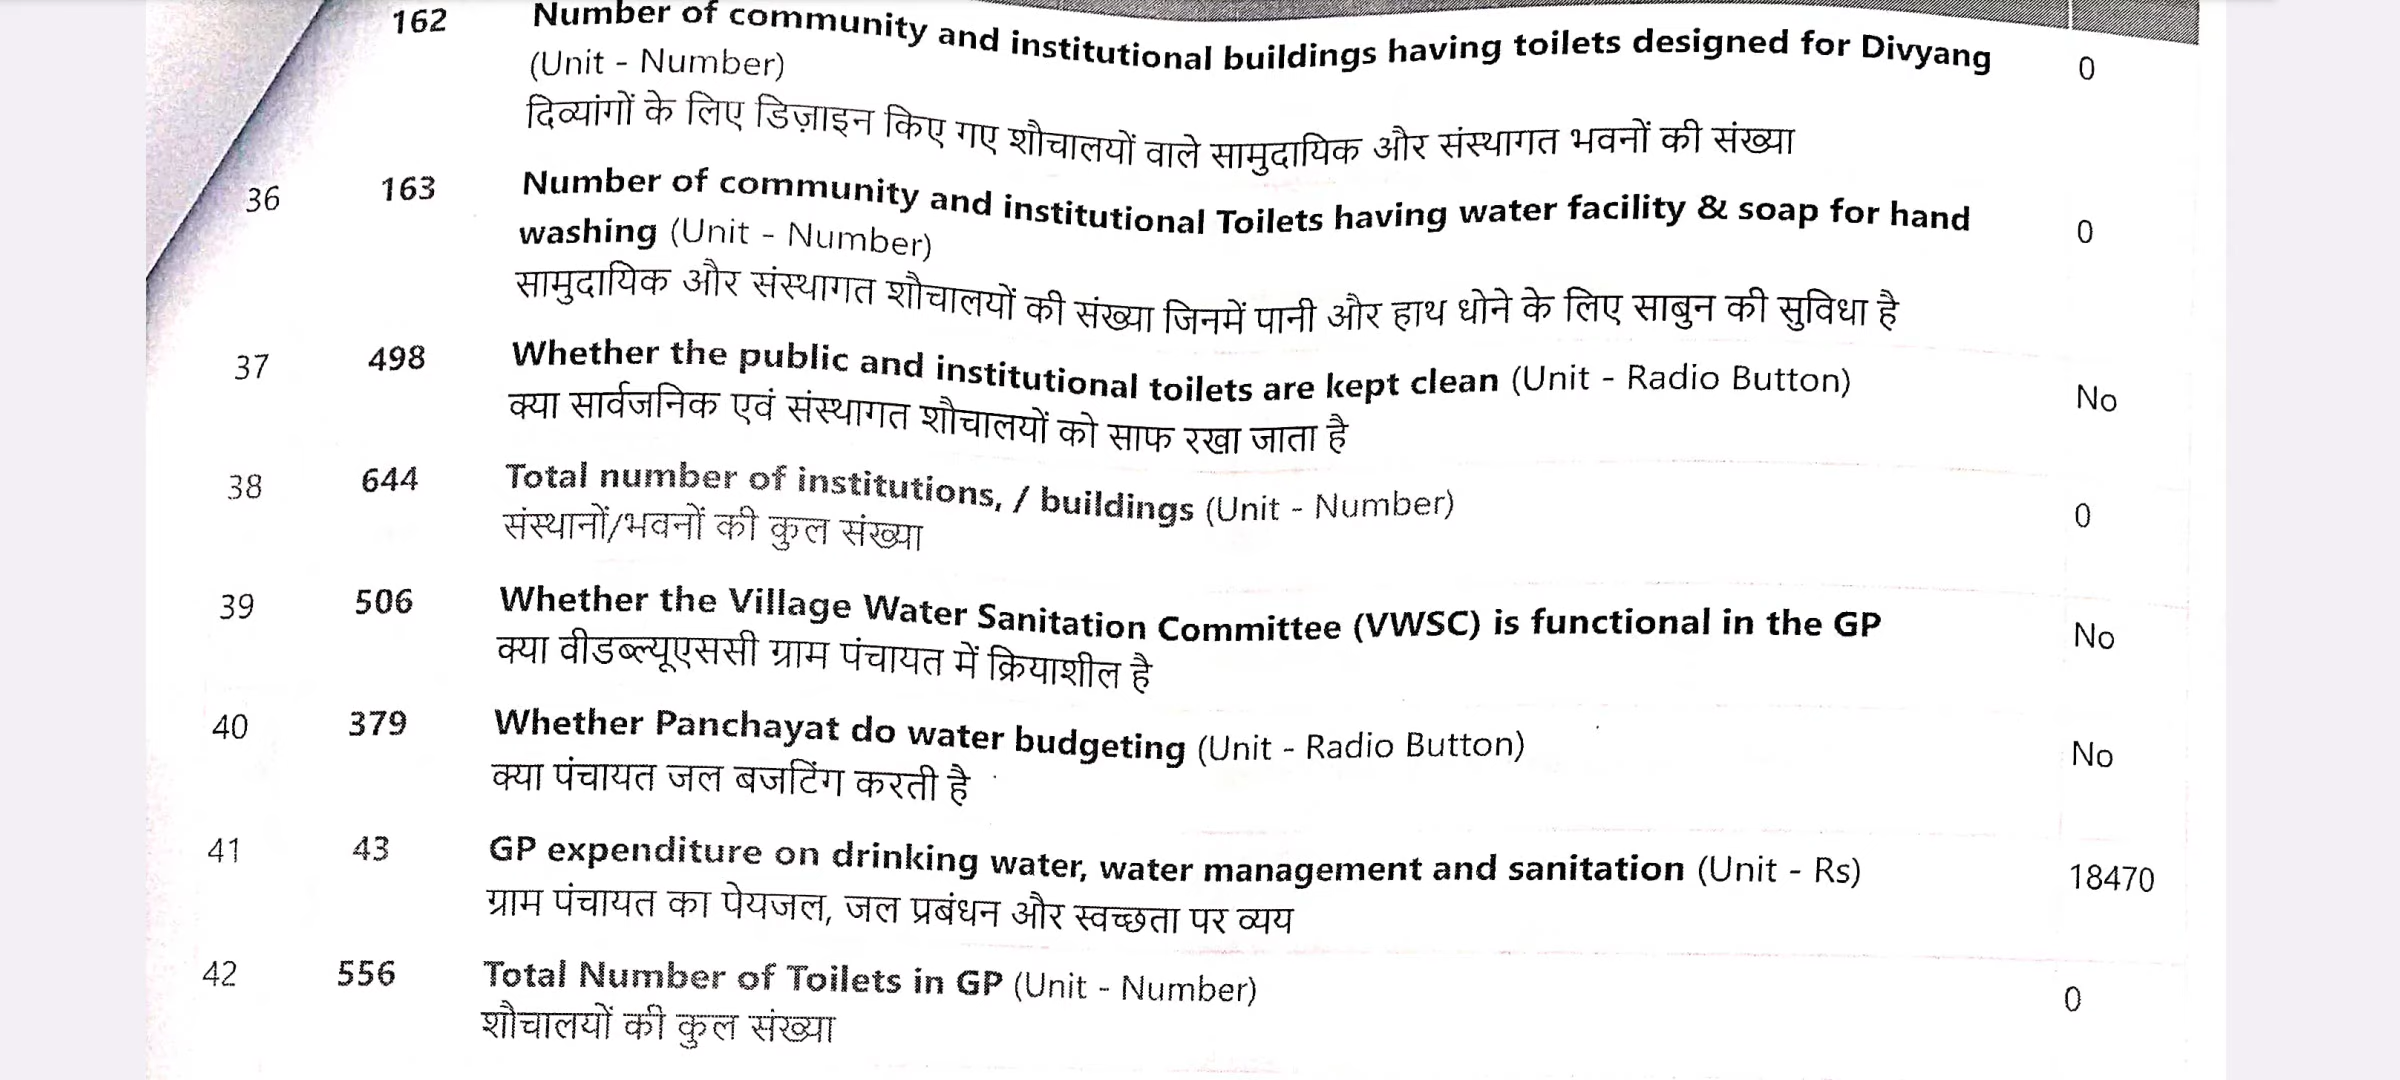 162 Number of community and institutional buildings having toilets designed for Divyang 0
(Unit - Number)
दिव्यांगों के लिए डिज़ाइन किए गए शौचालयों वाले सामुदायिक और संस्थागत भवनों की संख्या
36 163 Number of community and institutional Toilets having water facility & soap for hand 0
washing (Unit - Number)
सामुदायिक और संस्थागत शौचालयों की संख्या जिनमें पानी और हाथ धोने के लिए साबुन की सुविधा है
37 498 Whether the public and institutional toilets are kept clean (Unit - Radio Button) No
क्या सार्वजनिक एवं संस्थागत शौचालयों को साफ रखा जाता है
38 644 Total number of institutions, / buildings (Unit - Number) 0
संस्थानों/भवनों की कुल संख्या
39 506 Whether the Village Water Sanitation Committee (VWSC) is functional in the GP No
क्या वीडब्ल्यूएससी ग्राम पंचायत में क्रियाशील है
40 379 Whether Panchayat do water budgeting (Unit - Radio Button) No
क्या पंचायत जल बजटिंग करती है
41 43 GP expenditure on drinking water, water management and sanitation (Unit - Rs) 18470
ग्राम पंचायत का पेयजल, जल प्रबंधन और स्वच्छता पर व्यय
42 556 Total Number of Toilets in GP (Unit - Number) 0
शौचालयों की कुल संख्या